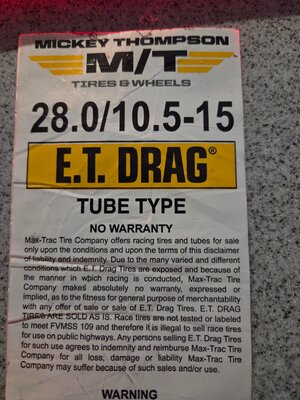 MICKEY THOMPSON
M/T
TIRES & WHEELS
28.0/10.5-15
E.T. DRAG®
TUBE TYPE
NO WARRANTY
Max-Trac Tire Company offers racing tires and tubes for sale
only upon the conditions and upon the terms of this disclaimer
of liability and indemnity. Due to the many varied and different
conditions which E.T. Drag Tires are exposed and because of
the manner in which racing is conducted, Max-Trac Tire
Company makes absolutely no warranty, expressed or
implied, as to the fitness for general purpose of merchantability
with any offer of sale or sale of E.T. Drag Tires. E.T. DRAG
TIRES ARE SOLD AS IS. Race tires are not tested or labeled
to meet FVMSS 109 and therefore it is illegal to sell race tires
for use on public highways. Any persons selling E.T. Drag Tires
for such use agrees to indemnity and reimburse Max-Trac Tire
Company for all loss, damage or liability Max-Trac Tire
Company may suffer because of such sales and/or use.
WARNING